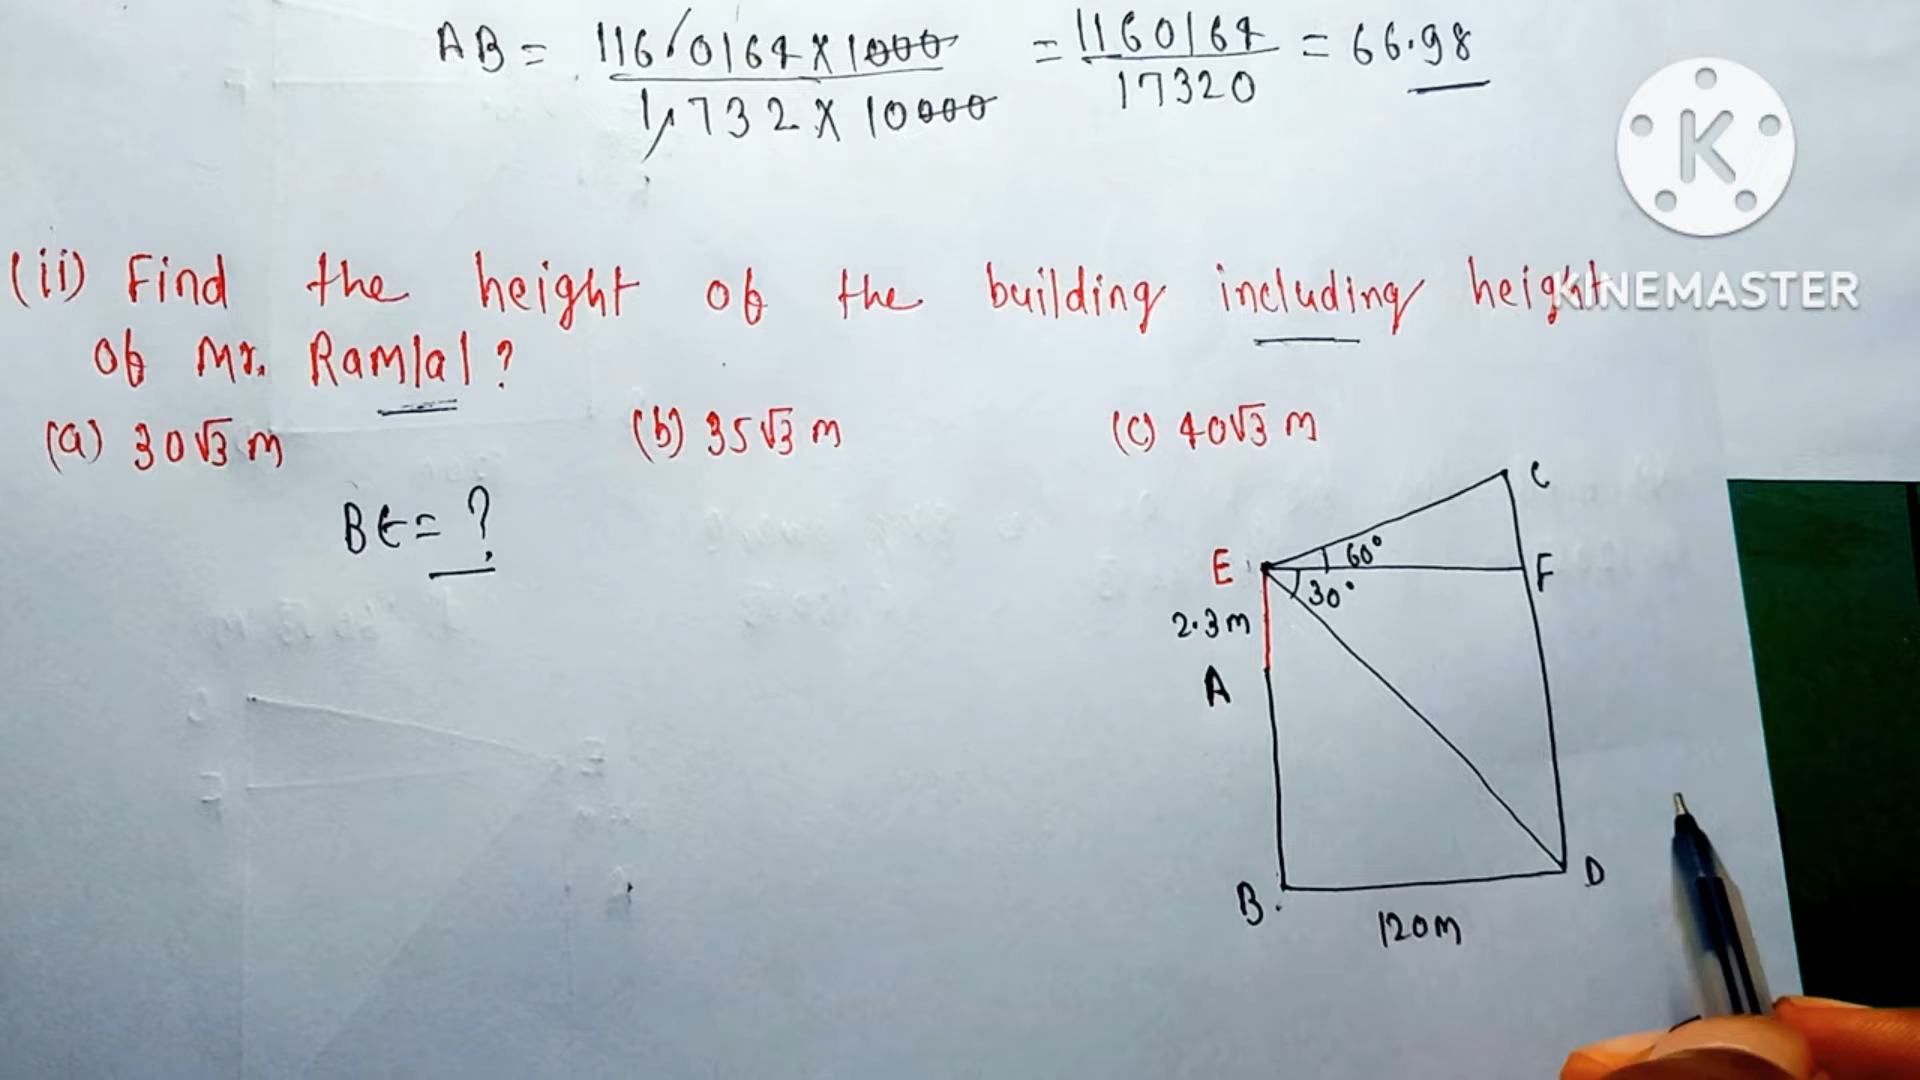 AB = 116.0164 X 1000 / 1.732 X 10000 = 1160164 / 17320 = 66.98
K
KINEMASTER
(ii) Find the height of the building including height
of Mr. Ramlal?
(a) 30√3 m (b) 35√3 m (c) 40√3 m
BE = ?
C
E 60° F
30°
2.3m
A
B D
120m